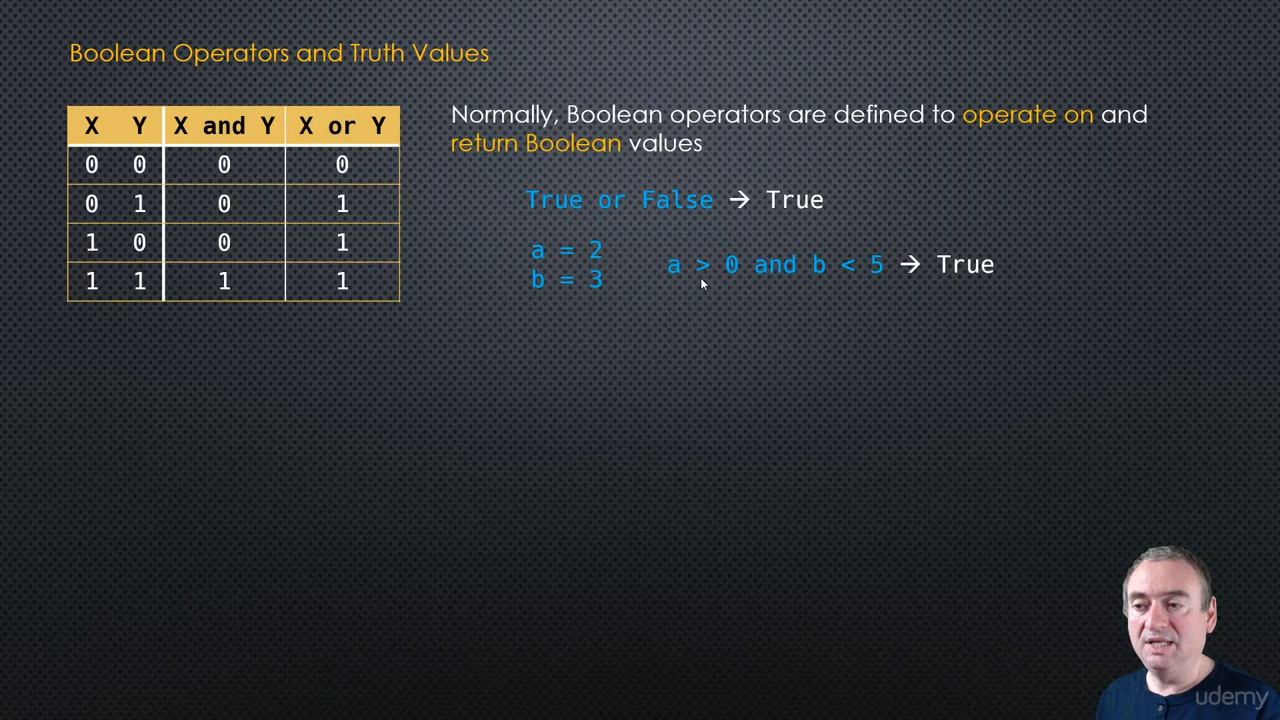 Boolean Operators and Truth Values
X Y X and Y X or Y
0 0 0 0
0 1 0 1
1 0 0 1
1 1 1 1
Normally, Boolean operators are defined to operate on and
return Boolean values
True or False → True
a = 2
b = 3
a > 0 and b < 5 → True
udemy